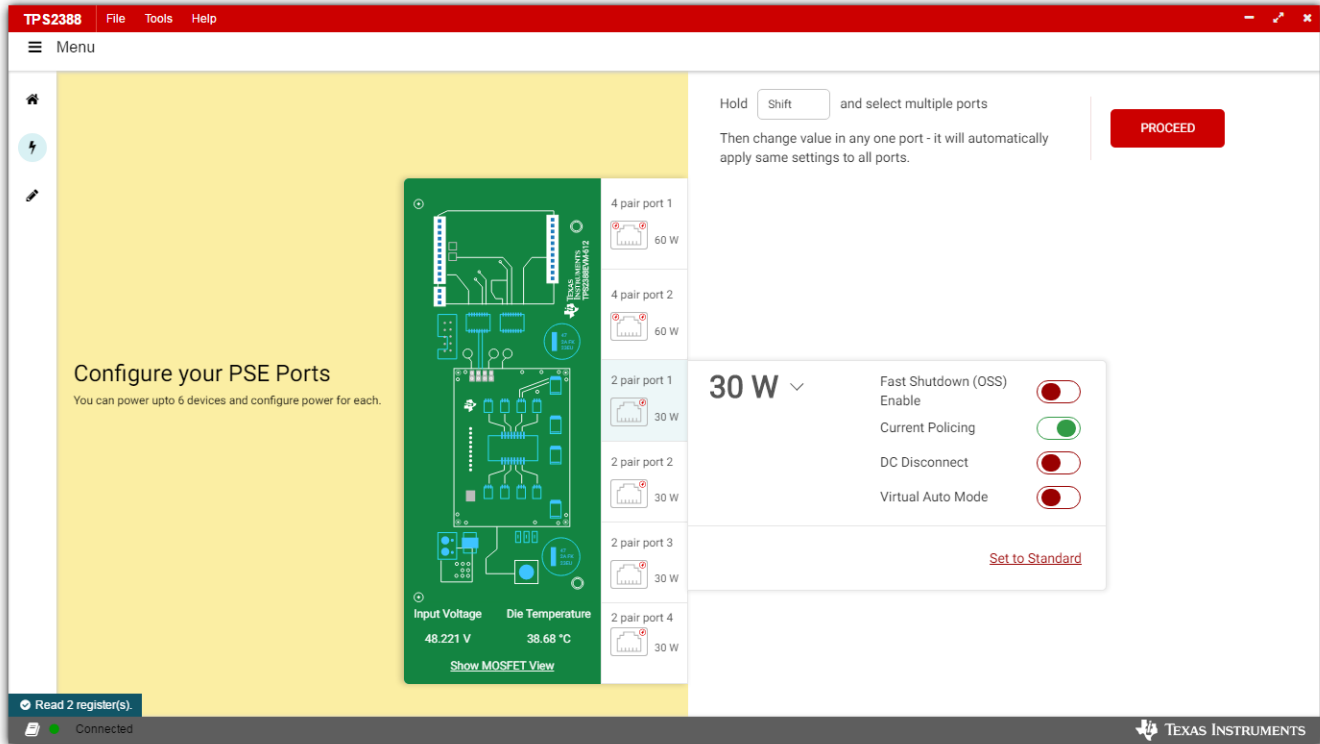 TPS2388 File Tools Help
Menu
Hold Shift and select multiple ports
Then change value in any one port - it will automatically
apply same settings to all ports.
PROCEED
Configure your PSE Ports
You can power upto 6 devices and configure power for each.
TEXAS
INSTRUMENTS
TPS2388EVM-612
Input Voltage Die Temperature
48.221 V 38.68 °C
Show MOSFET View
4 pair port 1
60 W
4 pair port 2
60 W
2 pair port 1
30 W
2 pair port 2
30 W
2 pair port 3
30 W
2 pair port 4
30 W
30 W
Fast Shutdown (OSS)
Enable
Current Policing
DC Disconnect
Virtual Auto Mode
Set to Standard
Read 2 register(s).
Connected
TEXAS INSTRUMENTS